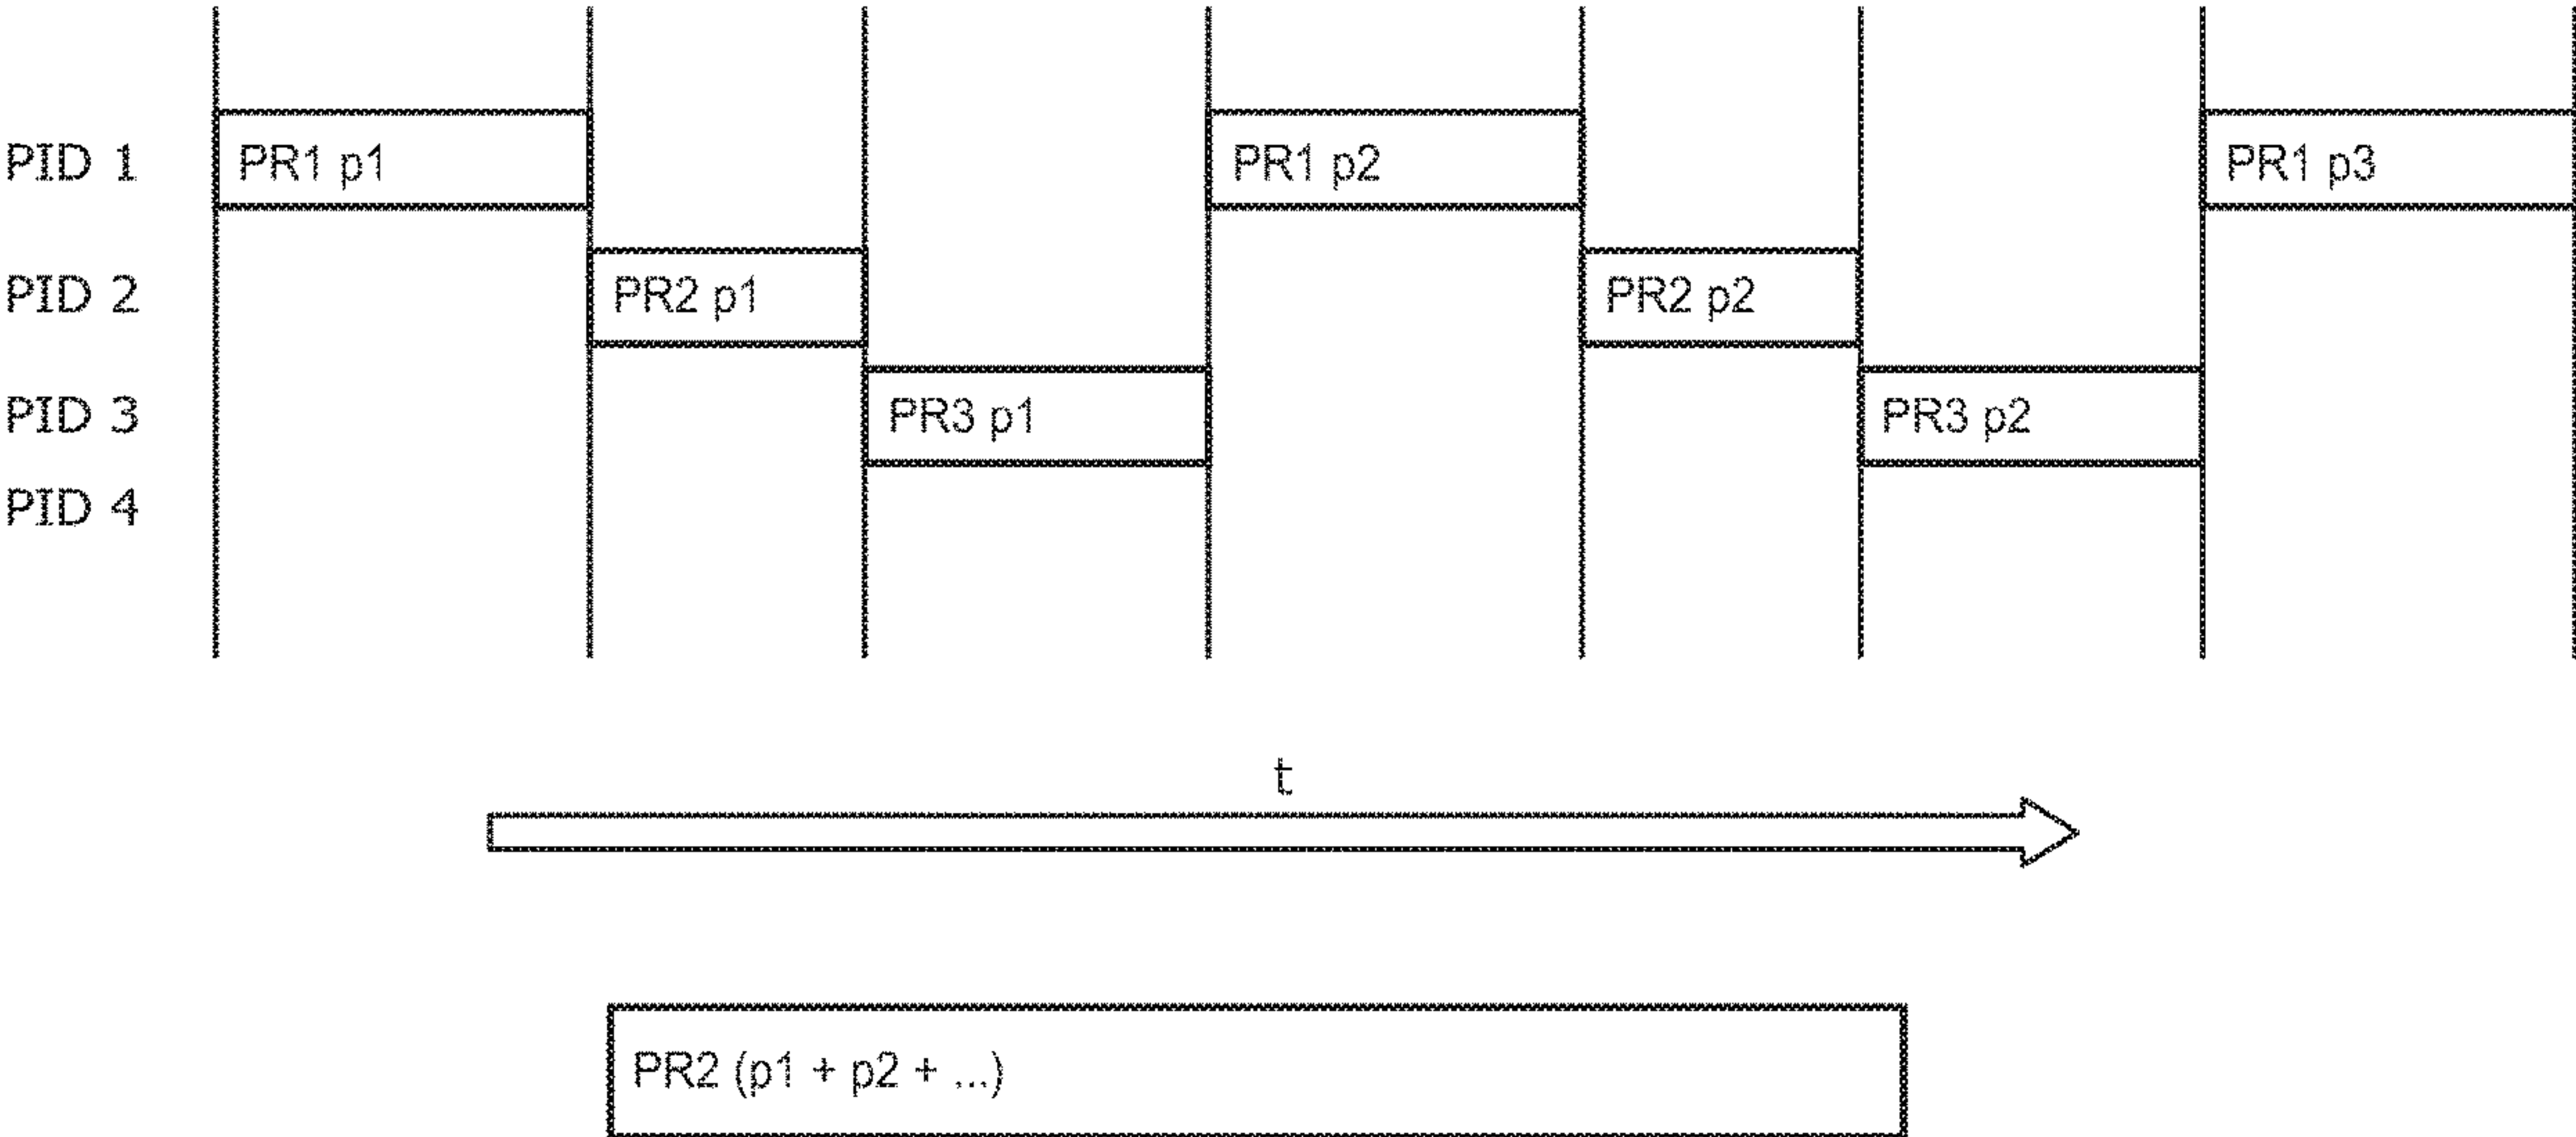 PID 1 PR1 p1 PR1 p2 PR1 p3
PID 2 PR2 p1 PR2 p2
PID 3 PR3 p1 PR3 p2
PID 4
t
PR2 (p1 + p2 + ...)